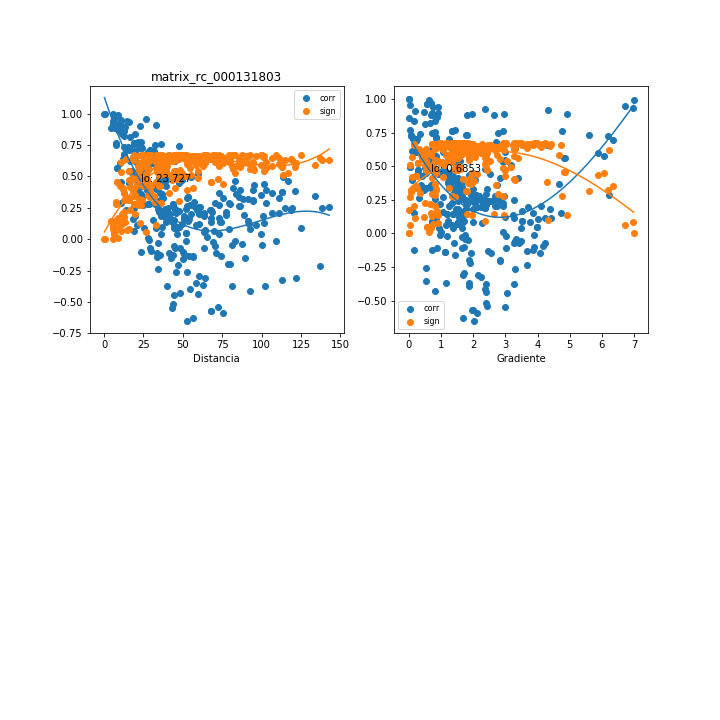 matrix_rc_000131803
corr
sign
lo: 23.727
1.00
0.75
0.50
0.25
0.00
−0.25
−0.50
−0.75
0 25 50 75 100 125 150
Distancia
lo: 0.6853
corr
sign
1.00
0.75
0.50
0.25
0.00
−0.25
−0.50
0 1 2 3 4 5 6 7
Gradiente